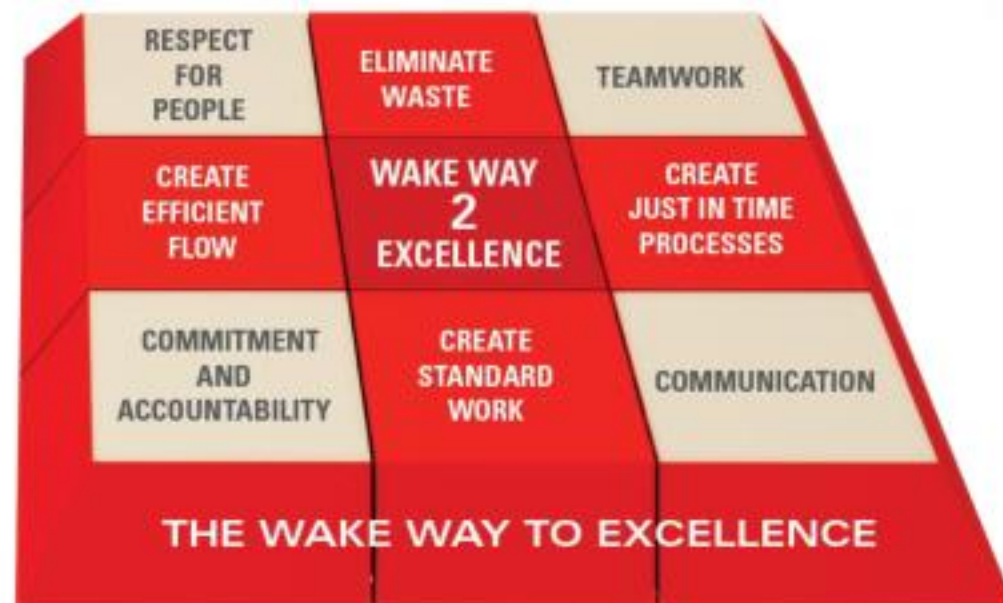 RESPECT
FOR
PEOPLE
ELIMINATE
WASTE
TEAMWORK
CREATE
EFFICIENT
FLOW
WAKE WAY
2
EXCELLENCE
CREATE
JUST IN TIME
PROCESSES
COMMITMENT
AND
ACCOUNTABILITY
CREATE
STANDARD
WORK
COMMUNICATION
THE WAKE WAY TO EXCELLENCE